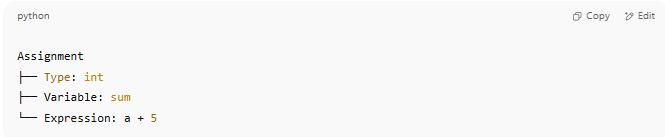 python
Copy
Edit
Assignment
├── Type: int
├── Variable: sum
└── Expression: a + 5